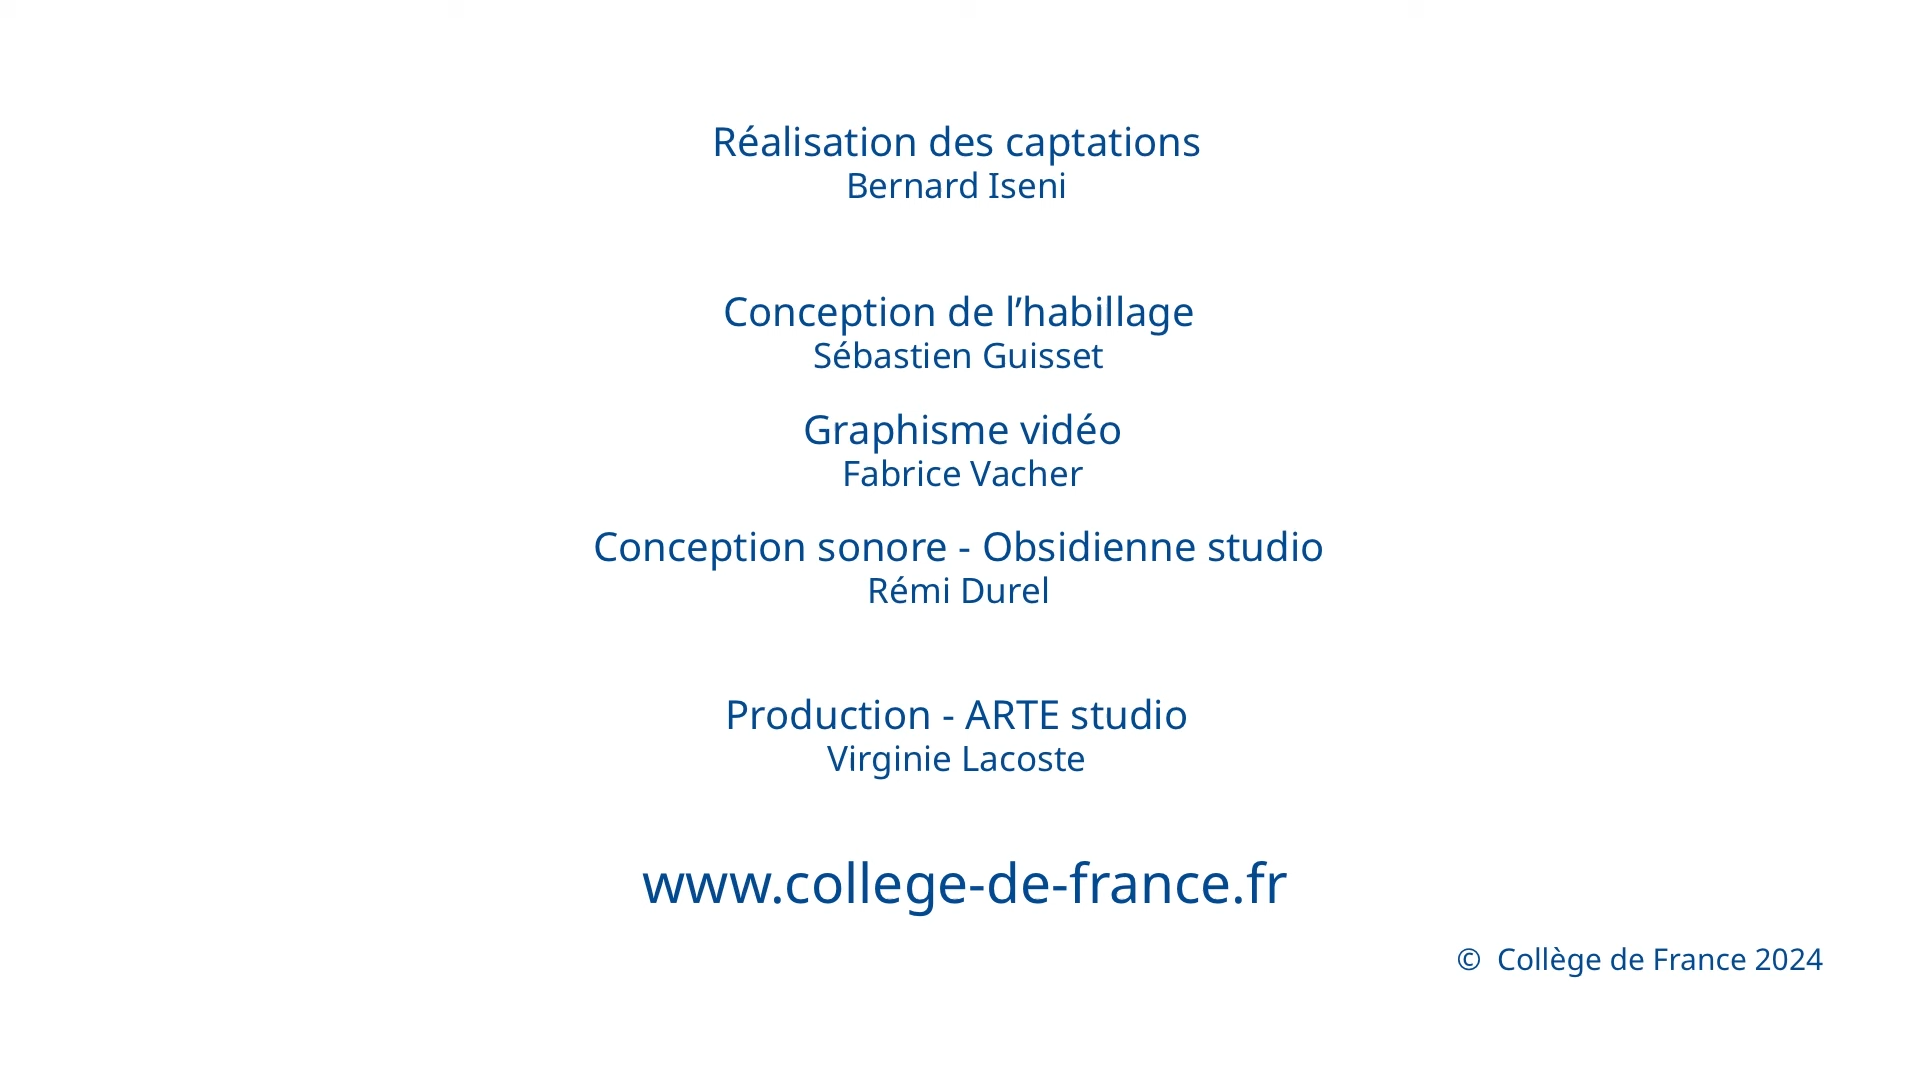 Réalisation des captations
Bernard Iseni
Conception de l’habillage
Sébastien Guisset
Graphisme vidéo
Fabrice Vacher
Conception sonore - Obsidienne studio
Rémi Durel
Production - ARTE studio
Virginie Lacoste
www.college-de-france.fr
© Collège de France 2024